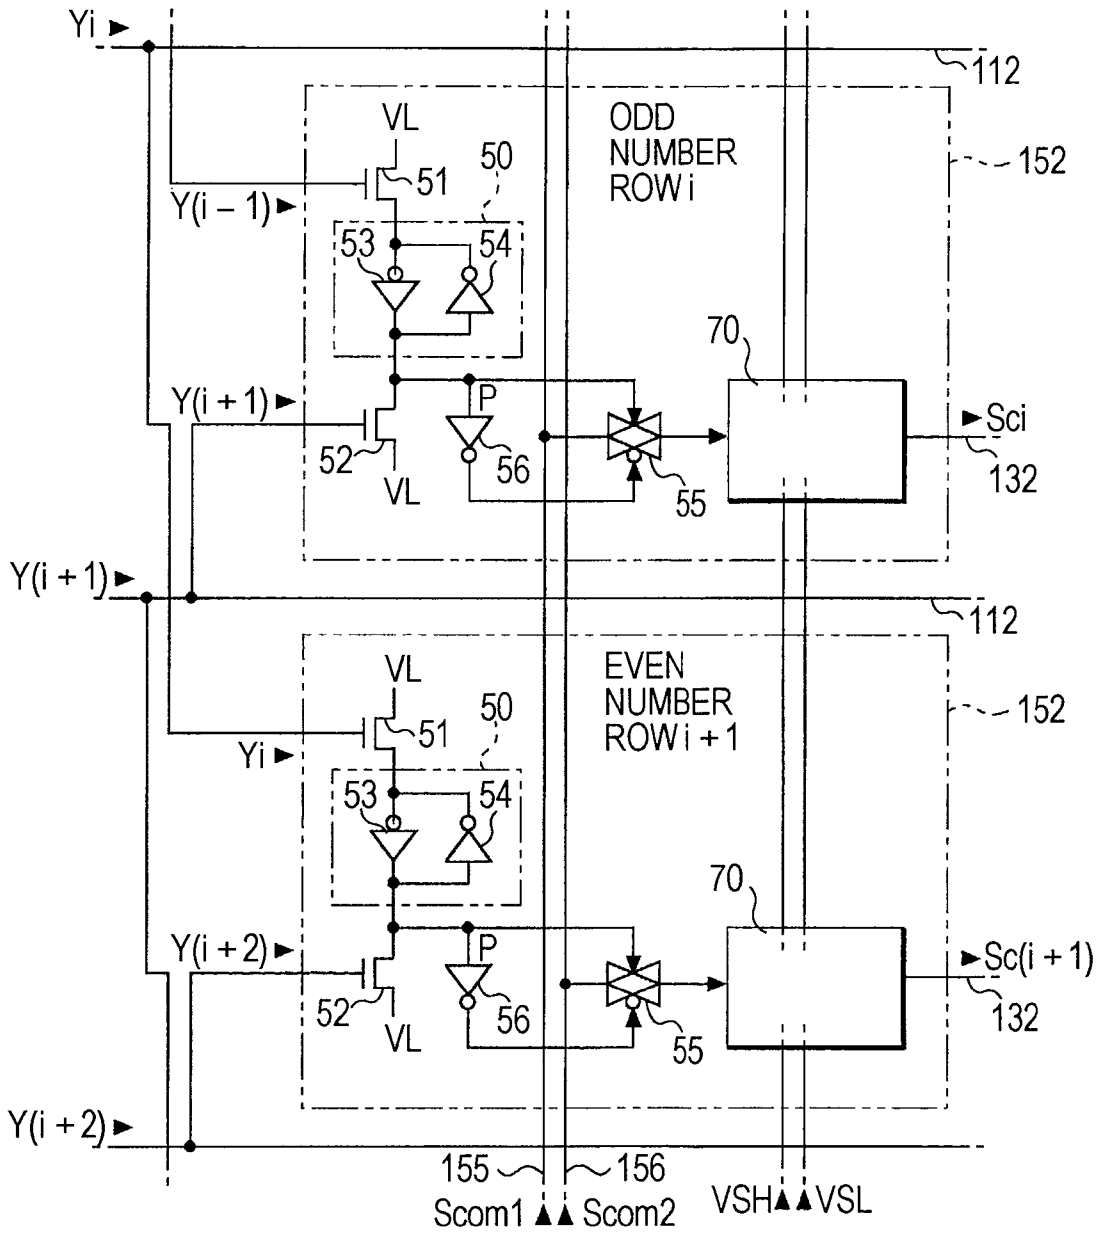 Yi
112
VL
ODD
NUMBER
ROW i
50
152
51
Y(i – 1)
53
54
70
Y(i + 1)
P
Sci
52
56
55
132
VL
Y(i + 1)
112
VL
EVEN
NUMBER
ROW i + 1
50
152
51
Yi
53
54
70
Y(i + 2)
P
Sc(i + 1)
52
56
55
132
VL
Y(i + 2)
155
156
Scom1
Scom2
VSH
VSL